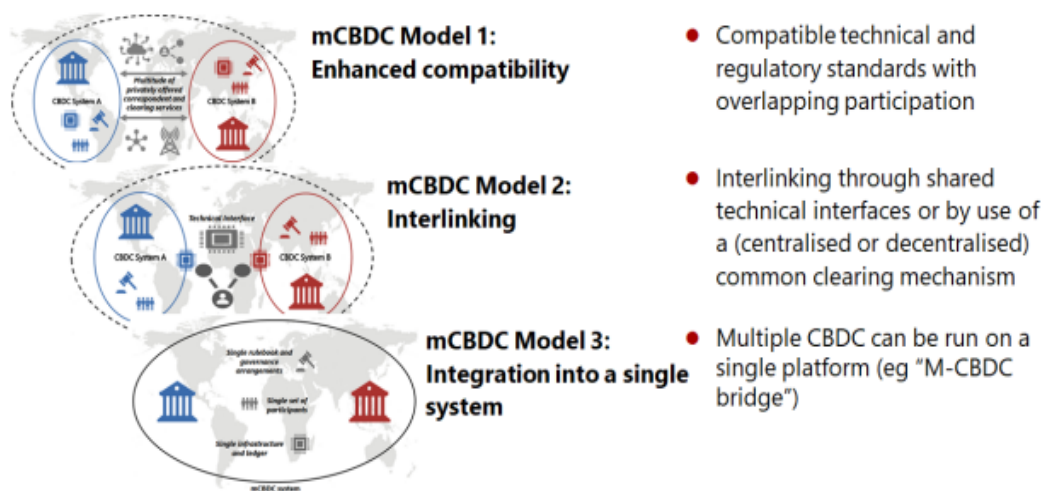 mCBDC Model 1:
Enhanced compatibility
Multitude of
privately offered
correspondent and
clearing services
CBDC System A
CBDC System B
● Compatible technical and
regulatory standards with
overlapping participation
mCBDC Model 2:
Interlinking
Technical Interface
CBDC System A
CBDC System B
● Interlinking through shared
technical interfaces or by use of
a (centralised or decentralised)
common clearing mechanism
mCBDC Model 3:
Integration into a single
system
Single rulebook and
governance
arrangements
Single set of
participants
Single infrastructure
and ledger
mCBDC system
● Multiple CBDC can be run on a
single platform (eg “M-CBDC
bridge”)